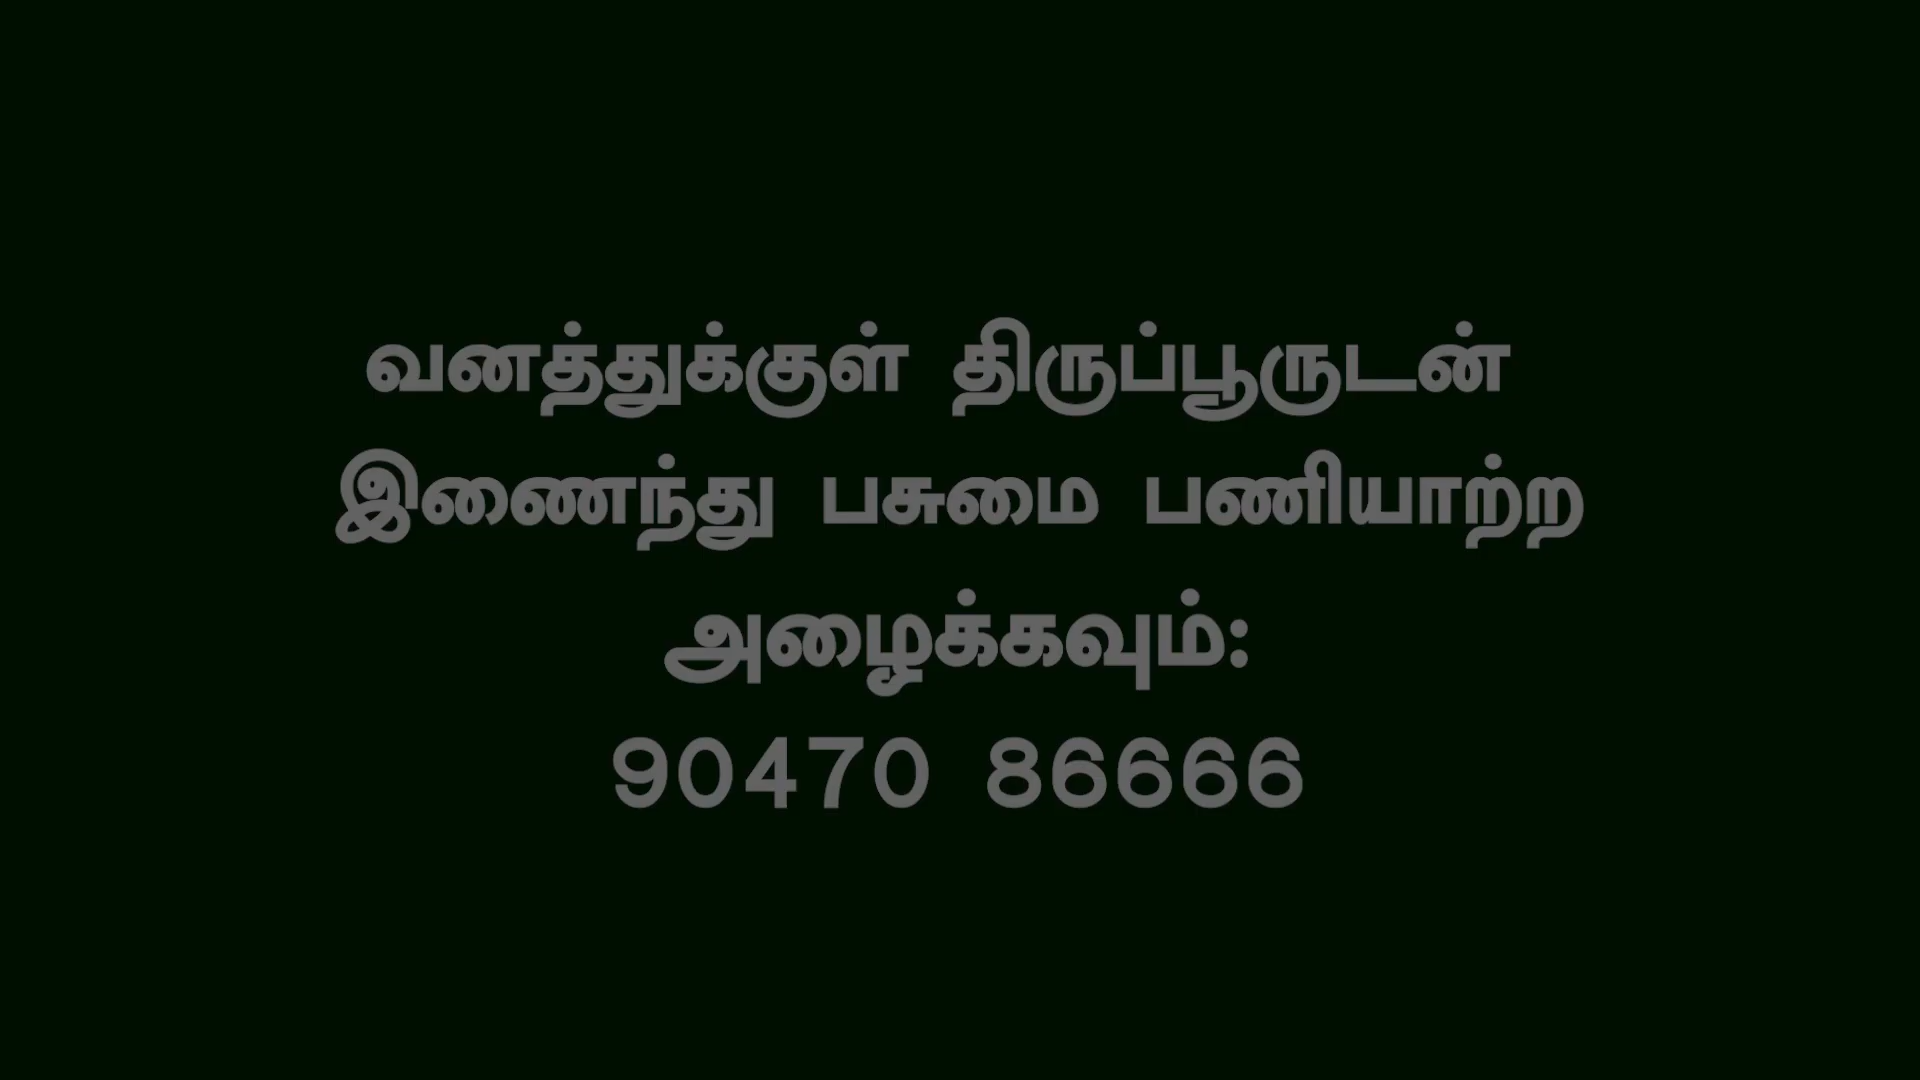 வனத்துக்குள் திருப்பூருடன்
இணைந்து பசுமை பணியாற்ற
அழைக்கவும்:
90470 86666